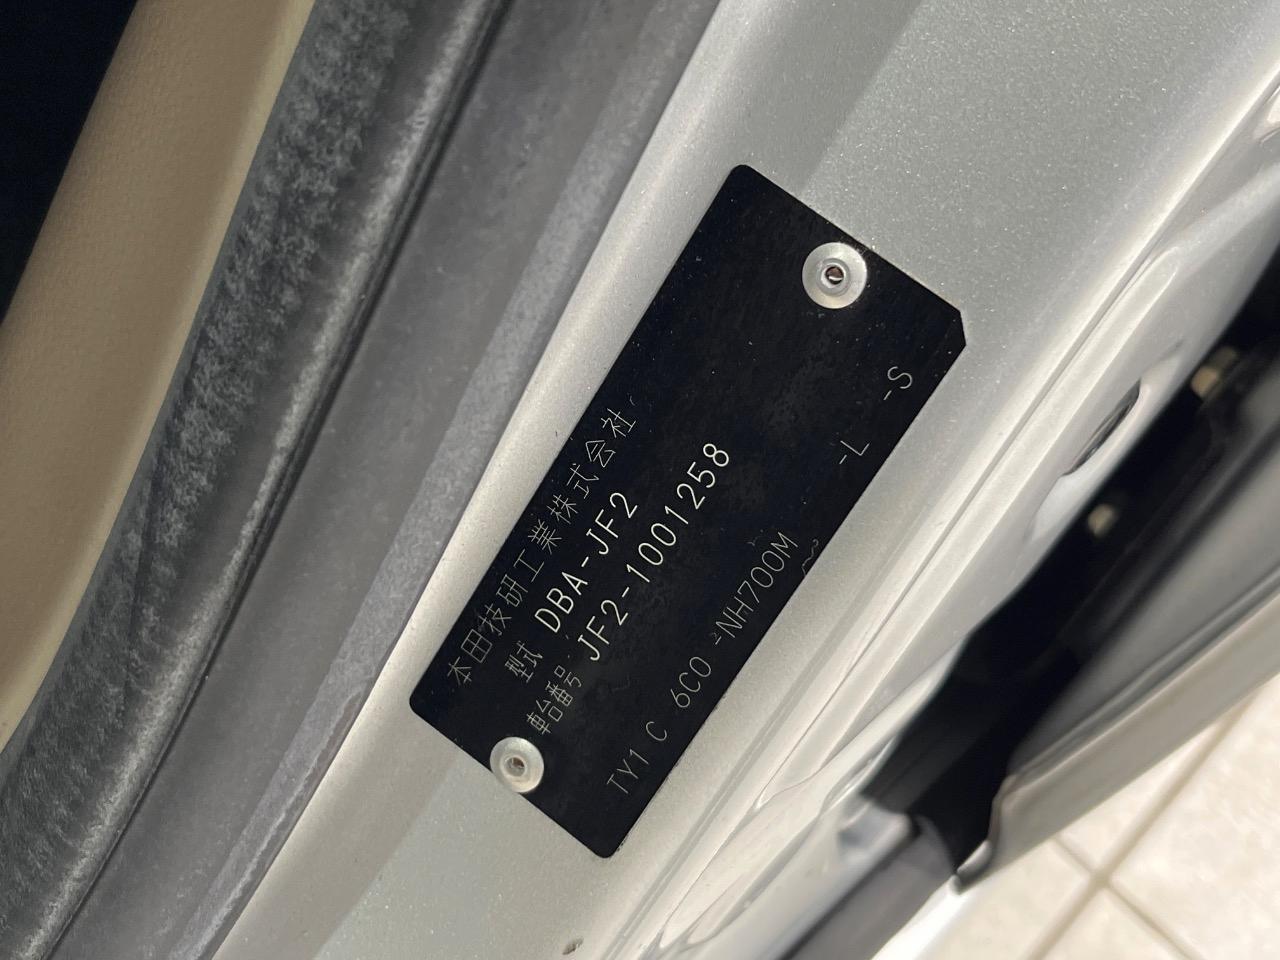 本田技研工業株式会社
型式 DBA-JF2
車台番号 JF2-1001258
TY1 C 6C0 2NH700M -L -S